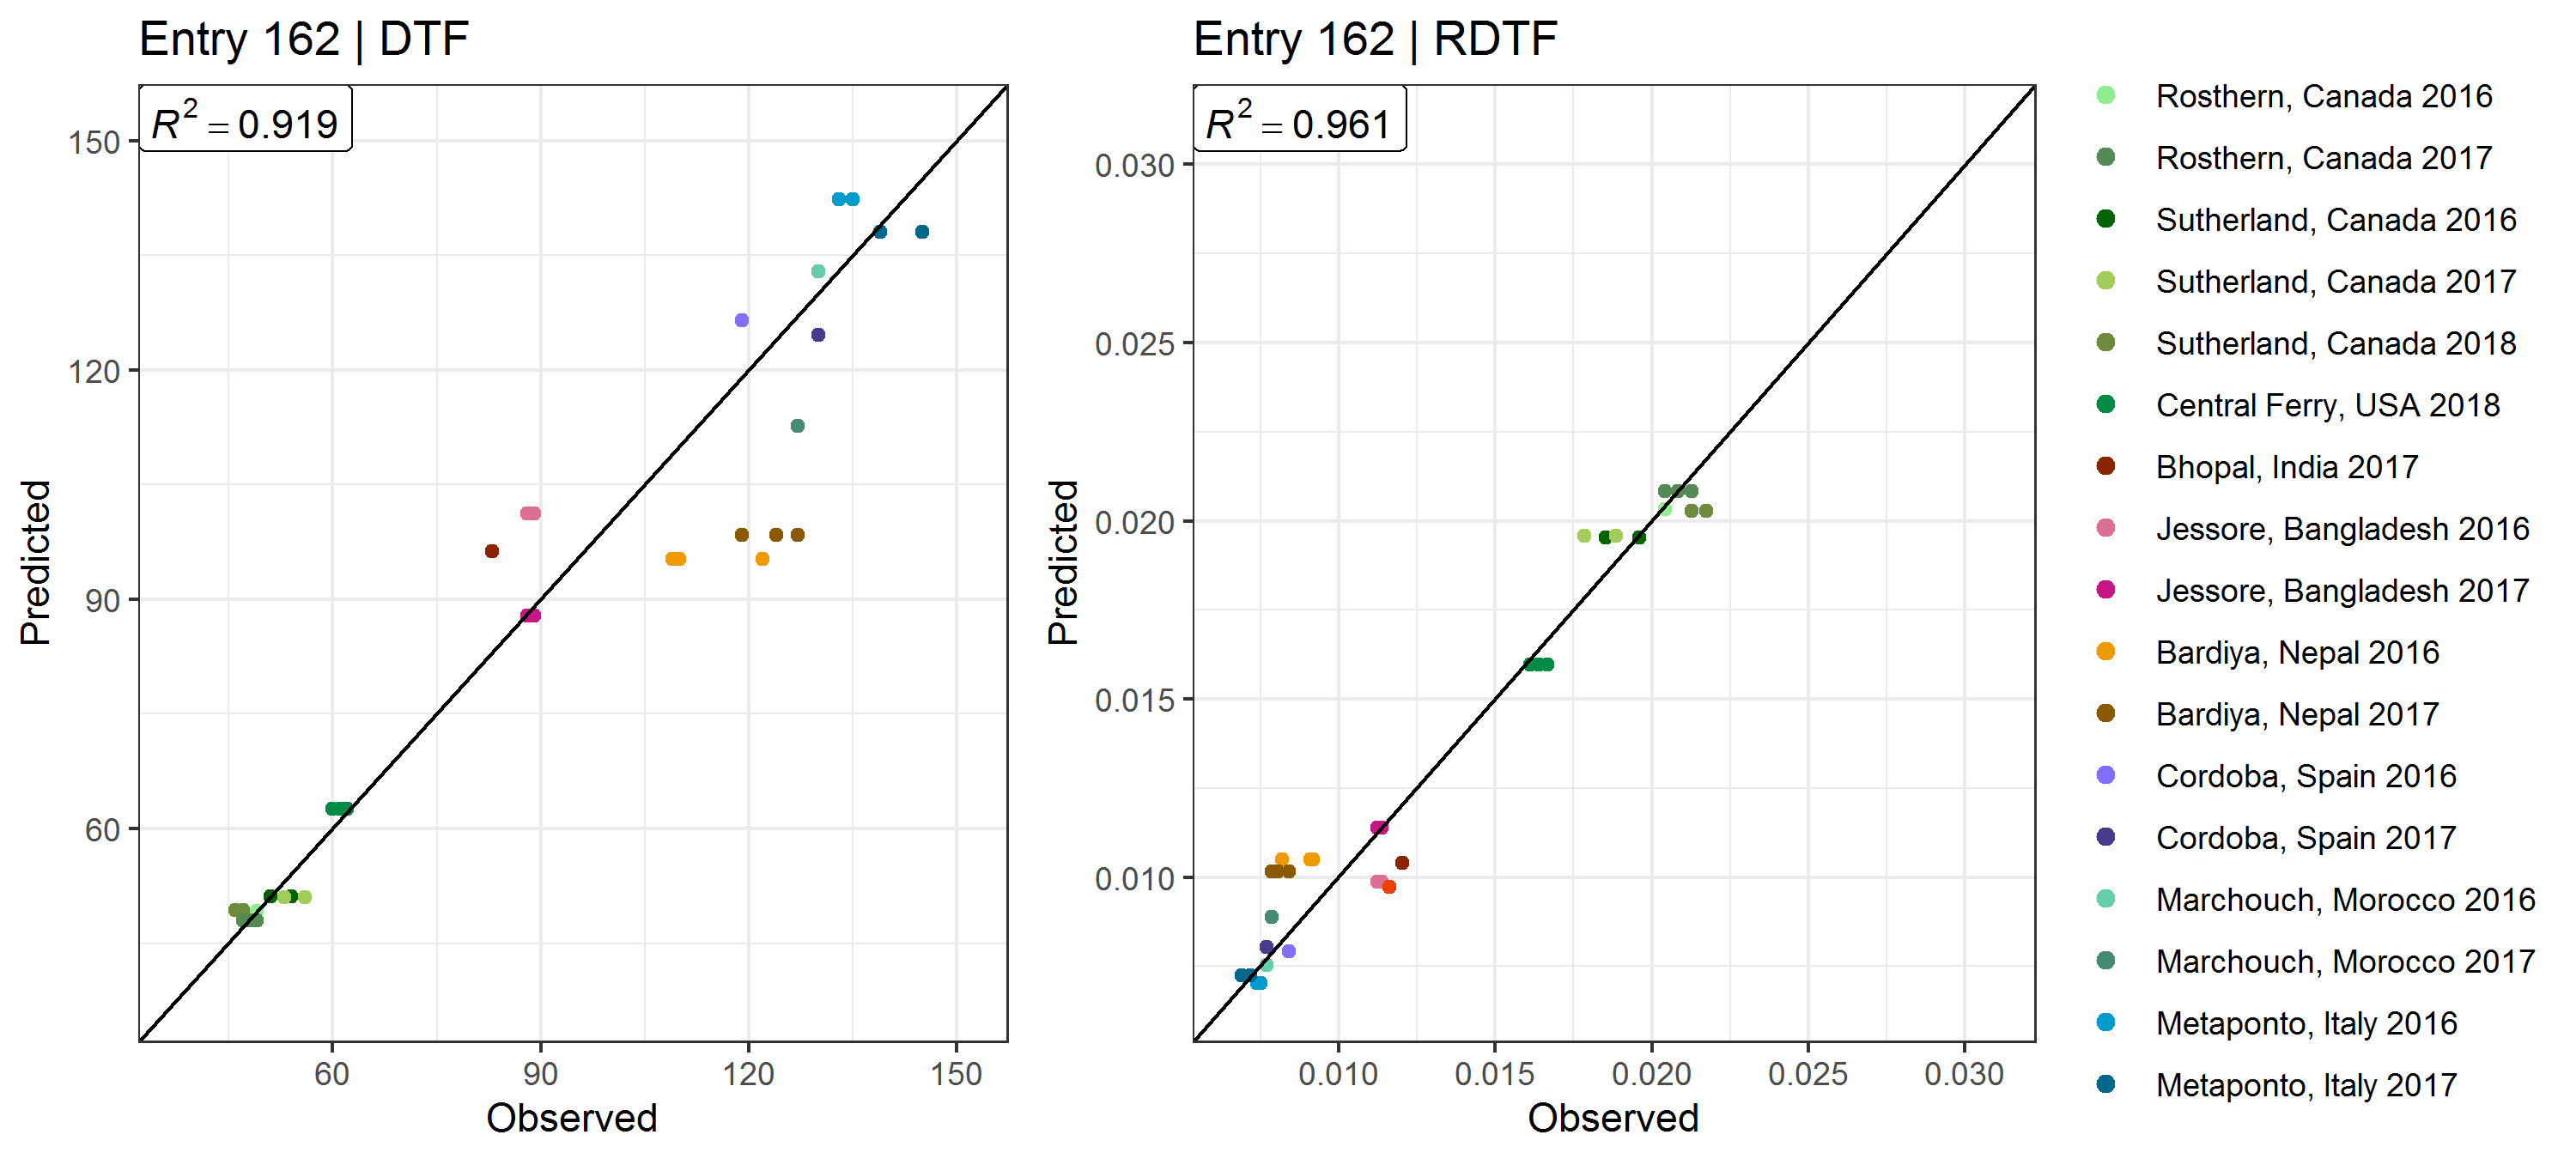 Entry 162 | DTF
R² = 0.919
150
120
90
60
Predicted
60 90 120 150
Observed
Entry 162 | RDTF
R² = 0.961
0.030
0.025
0.020
0.015
0.010
Predicted
0.010 0.015 0.020 0.025 0.030
Observed
Rosthern, Canada 2016
Rosthern, Canada 2017
Sutherland, Canada 2016
Sutherland, Canada 2017
Sutherland, Canada 2018
Central Ferry, USA 2018
Bhopal, India 2017
Jessore, Bangladesh 2016
Jessore, Bangladesh 2017
Bardiya, Nepal 2016
Bardiya, Nepal 2017
Cordoba, Spain 2016
Cordoba, Spain 2017
Marchouch, Morocco 2016
Marchouch, Morocco 2017
Metaponto, Italy 2016
Metaponto, Italy 2017